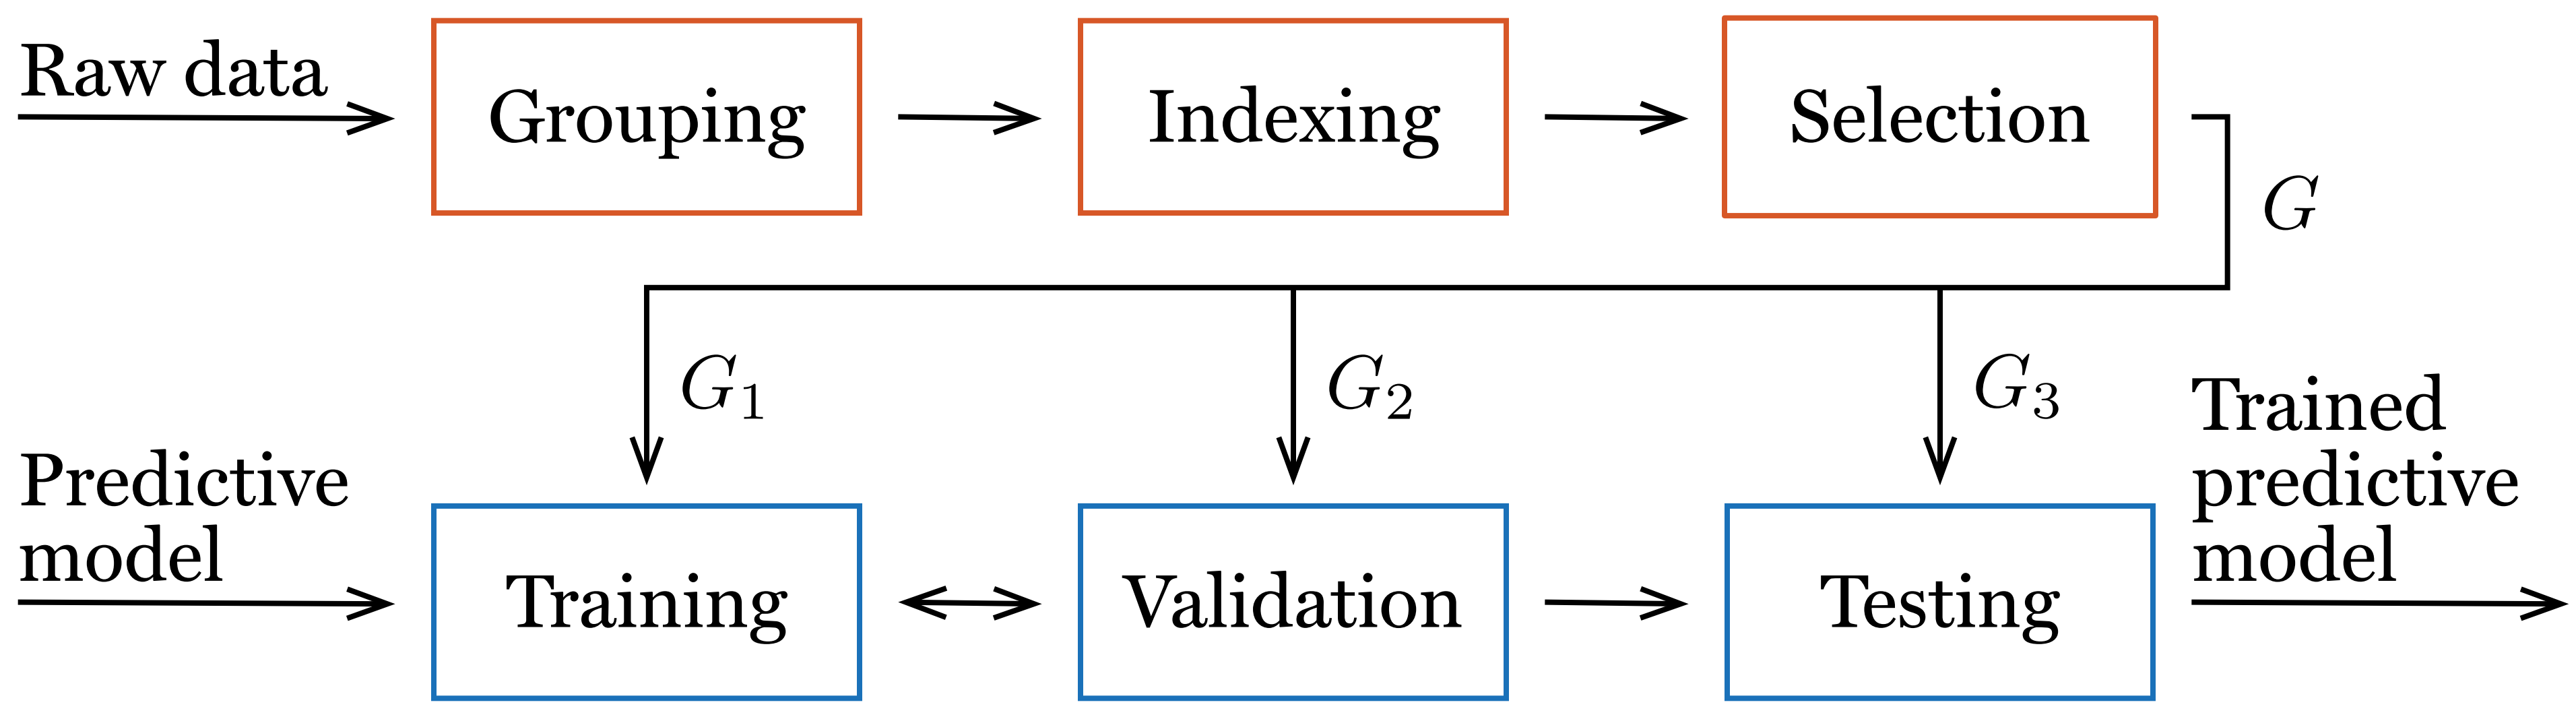 Raw data
Grouping
Indexing
Selection
G
G₁
G₂
G₃
Predictive
model
Training
Validation
Testing
Trained
predictive
model